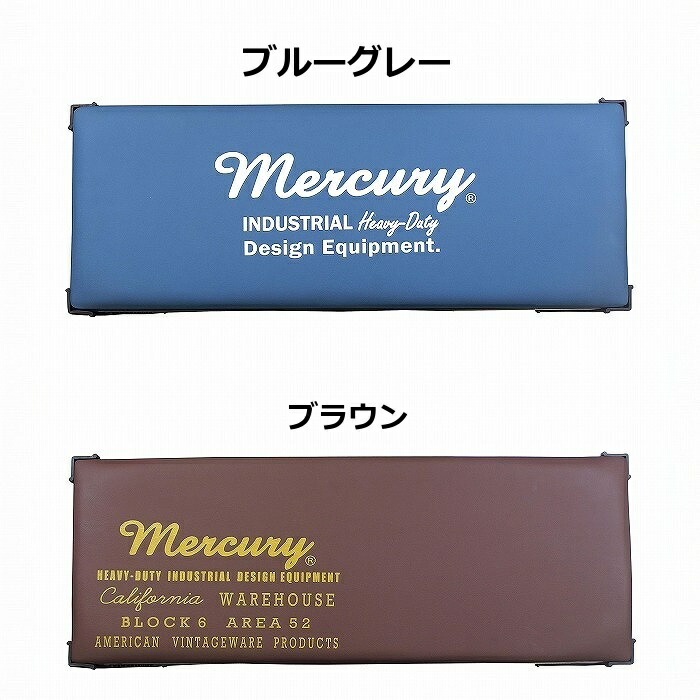 ブルーグレー
mercury®
INDUSTRIAL Heavy-Duty
Design Equipment.
ブラウン
mercury®
HEAVY-DUTY INDUSTRIAL DESIGN EQUIPMENT
California WAREHOUSE
BLOCK 6 AREA 52
AMERICAN VINTAGEWARE PRODUCTS